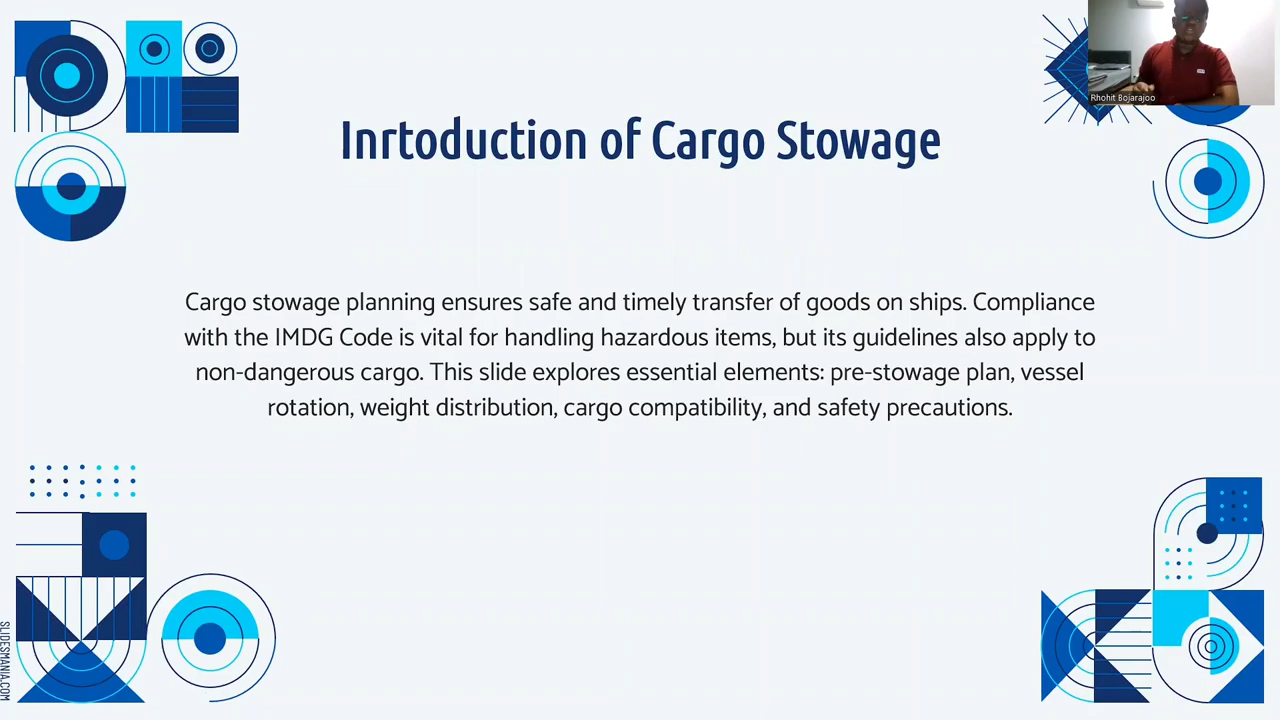 Rhohit Bojarajoo
Inrtoduction of Cargo Stowage
Cargo stowage planning ensures safe and timely transfer of goods on ships. Compliance
with the IMDG Code is vital for handling hazardous items, but its guidelines also apply to
non-dangerous cargo. This slide explores essential elements: pre-stowage plan, vessel
rotation, weight distribution, cargo compatibility, and safety precautions.
SLIDESMANIA.COM